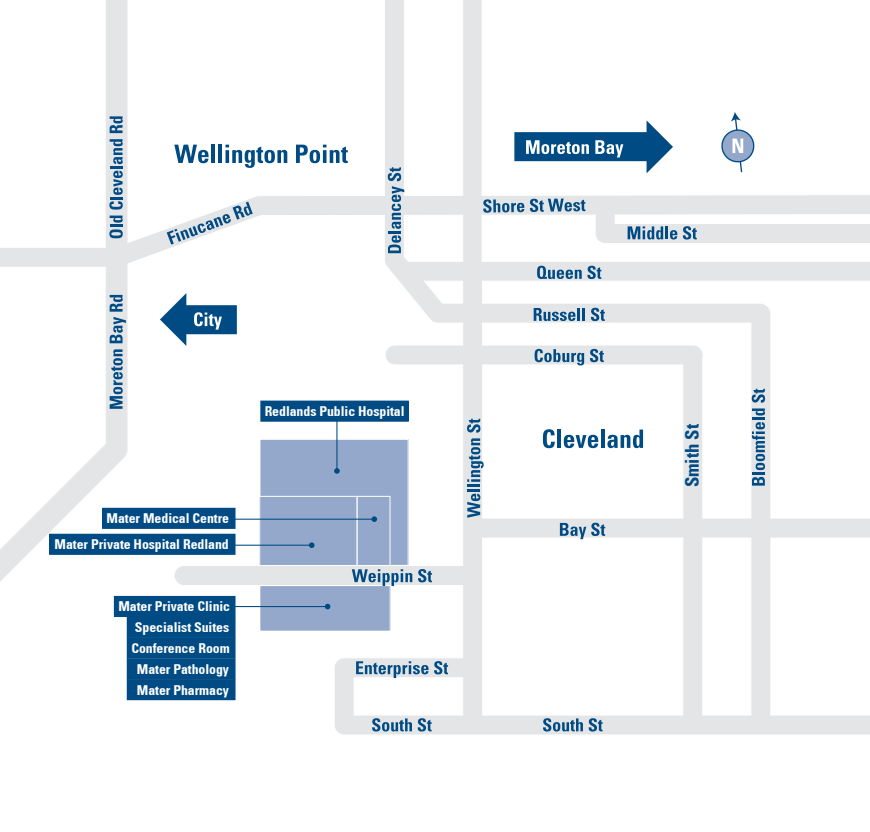 Old Cleveland Rd
Wellington Point
Moreton Bay
N
Finucane Rd
Delancey St
Shore St West
Middle St
Queen St
Moreton Bay Rd
City
Russell St
Coburg St
Redlands Public Hospital
Wellington St
Cleveland
Smith St
Bloomfield St
Mater Medical Centre
Mater Private Hospital Redland
Bay St
Weippin St
Mater Private Clinic
Specialist Suites
Conference Room
Mater Pathology
Mater Pharmacy
Enterprise St
South St
South St